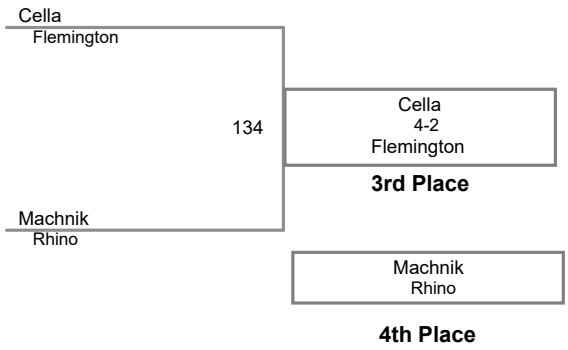 Cella
Flemington
134
Cella
4-2
Flemington
3rd Place
Machnik
Rhino
Machnik
Rhino
4th Place